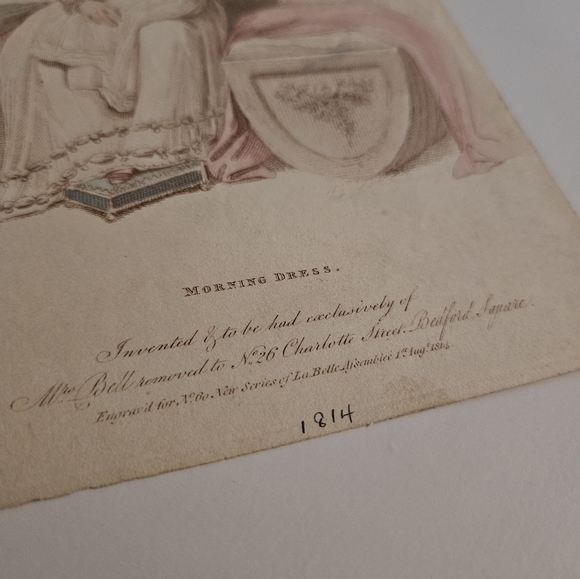 MORNING DRESS.
Invented & to be had exclusively of
Mrs. Bell removed to No. 26 Charlotte Street. Bedford Square.
Engrav'd for No. 60 New Series of La Belle Assemblée 1st Augst. 1814
1814